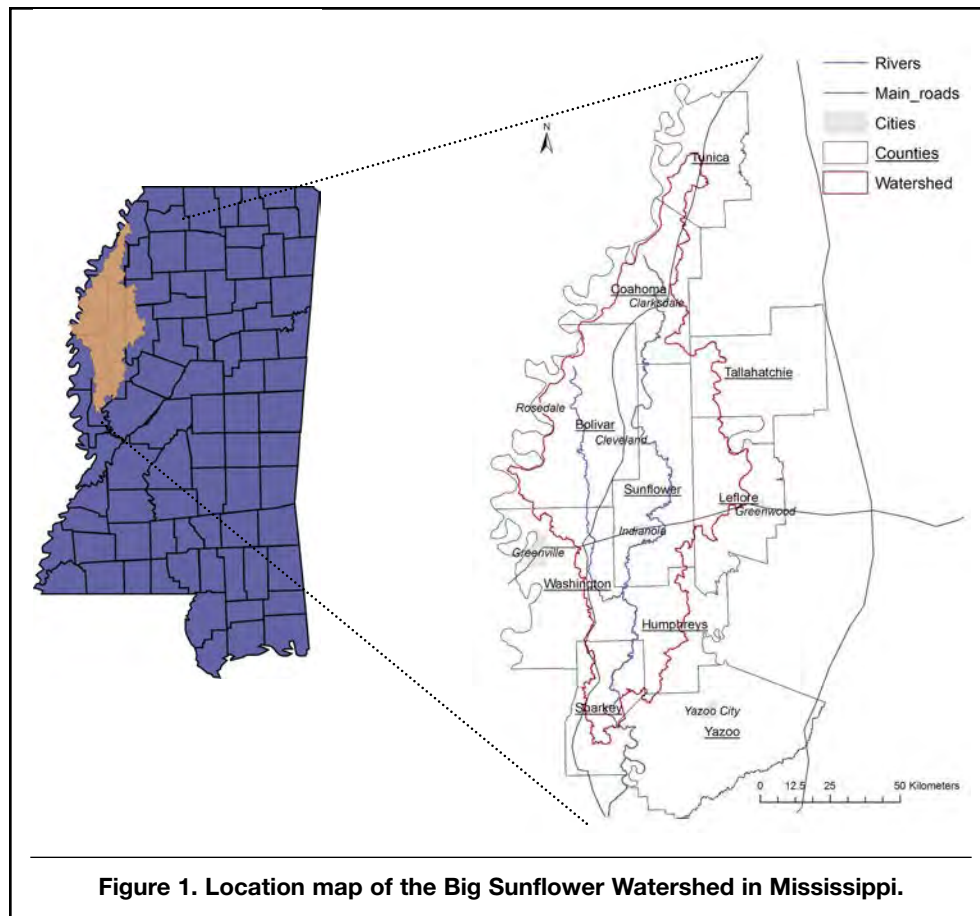 Rivers
Main_roads
Cities
Counties
Watershed
N
Tunica
Coahoma
Clarksdale
Tallahatchie
Rosedale
Bolivar
Cleveland
Sunflower
Leflore
Greenwood
Indianola
Greenville
Washington
Humphreys
Sharkey
Yazoo City
Yazoo
0 12.5 25 50 Kilometers
Figure 1. Location map of the Big Sunflower Watershed in Mississippi.